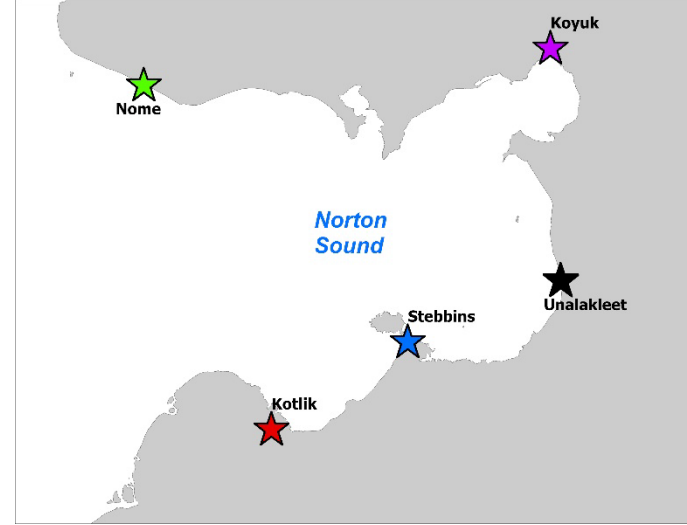 Koyuk
Nome
Norton
Sound
Unalakleet
Stebbins
Kotlik